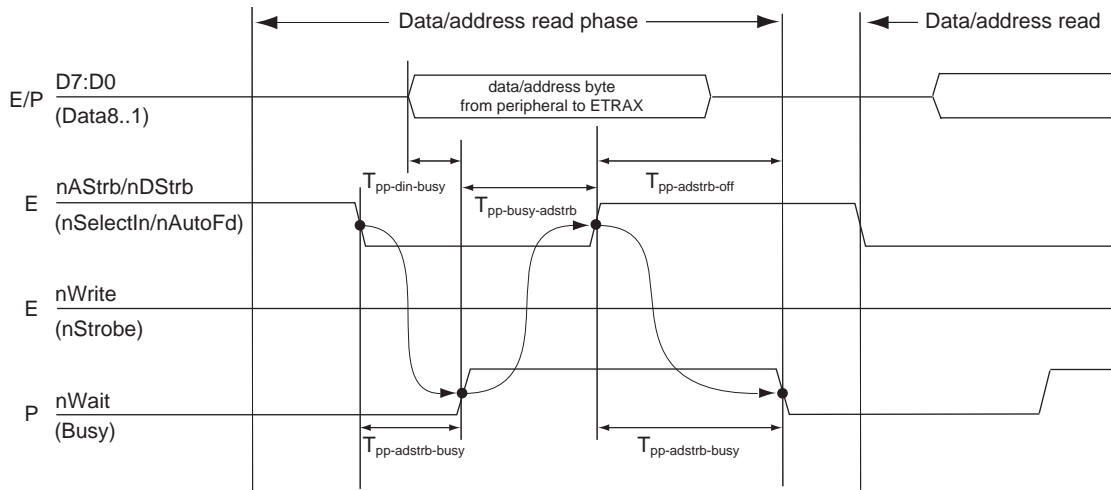 Data/address read phase
Data/address read
D7:D0
E/P
(Data8..1)
data/address byte
from peripheral to ETRAX
Tpp-din-busy
Tpp-busy-adstrb
Tpp-adstrb-off
nAStrb/nDStrb
E
(nSelectIn/nAutoFd)
nWrite
E
(nStrobe)
nWait
P
(Busy)
Tpp-adstrb-busy
Tpp-adstrb-busy